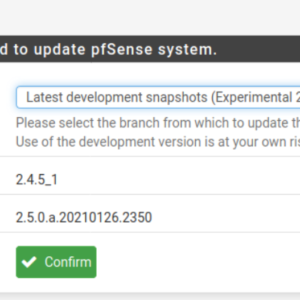 d to update pfSense system.
Latest development snapshots (Experimental 2
Please select the branch from which to update th
Use of the development version is at your own ris
2.4.5_1
2.5.0.a.20210126.2350
Confirm